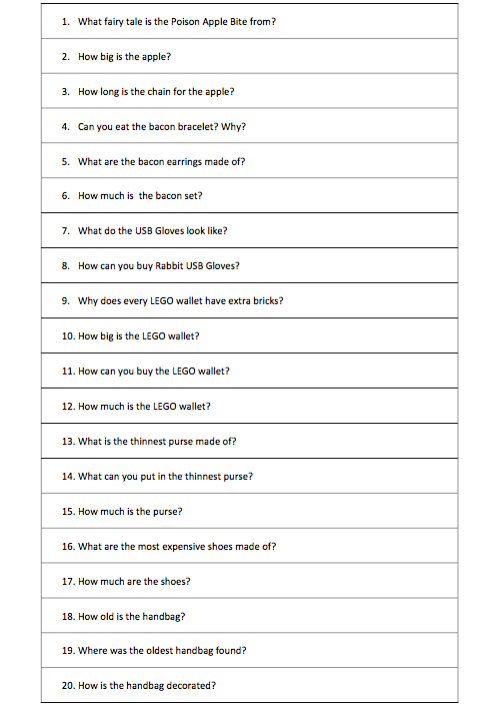 1. What fairy tale is the Poison Apple Bite from?
2. How big is the apple?
3. How long is the chain for the apple?
4. Can you eat the bacon bracelet? Why?
5. What are the bacon earrings made of?
6. How much is the bacon set?
7. What do the USB Gloves look like?
8. How can you buy Rabbit USB Gloves?
9. Why does every LEGO wallet have extra bricks?
10. How big is the LEGO wallet?
11. How can you buy the LEGO wallet?
12. How much is the LEGO wallet?
13. What is the thinnest purse made of?
14. What can you put in the thinnest purse?
15. How much is the purse?
16. What are the most expensive shoes made of?
17. How much are the shoes?
18. How old is the handbag?
19. Where was the oldest handbag found?
20. How is the handbag decorated?